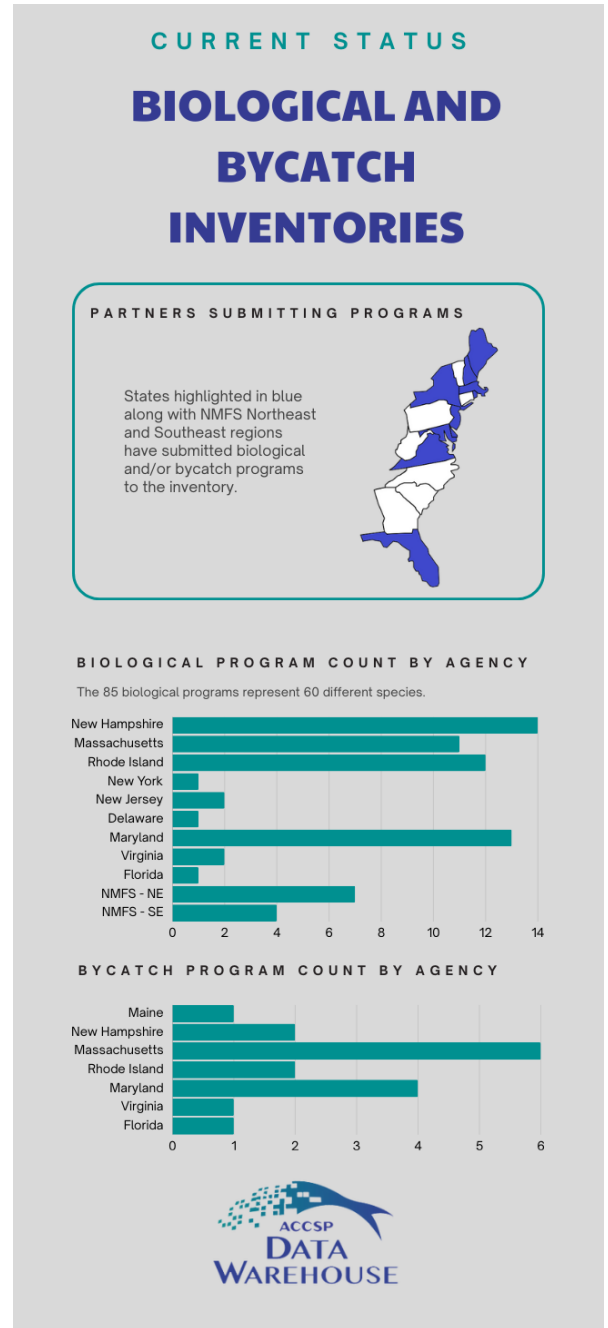 CURRENT STATUS
BIOLOGICAL AND
BYCATCH
INVENTORIES
PARTNERS SUBMITTING PROGRAMS
States highlighted in blue
along with NMFS Northeast
and Southeast regions
have submitted biological
and/or bycatch programs
to the inventory.
BIOLOGICAL PROGRAM COUNT BY AGENCY
The 85 biological programs represent 60 different species.
New Hampshire
Massachusetts
Rhode Island
New York
New Jersey
Delaware
Maryland
Virginia
Florida
NMFS - NE
NMFS - SE
0 2 4 6 8 10 12 14
BYCATCH PROGRAM COUNT BY AGENCY
Maine
New Hampshire
Massachusetts
Rhode Island
Maryland
Virginia
Florida
0 1 2 3 4 5 6
ACCSP
DATA
WAREHOUSE